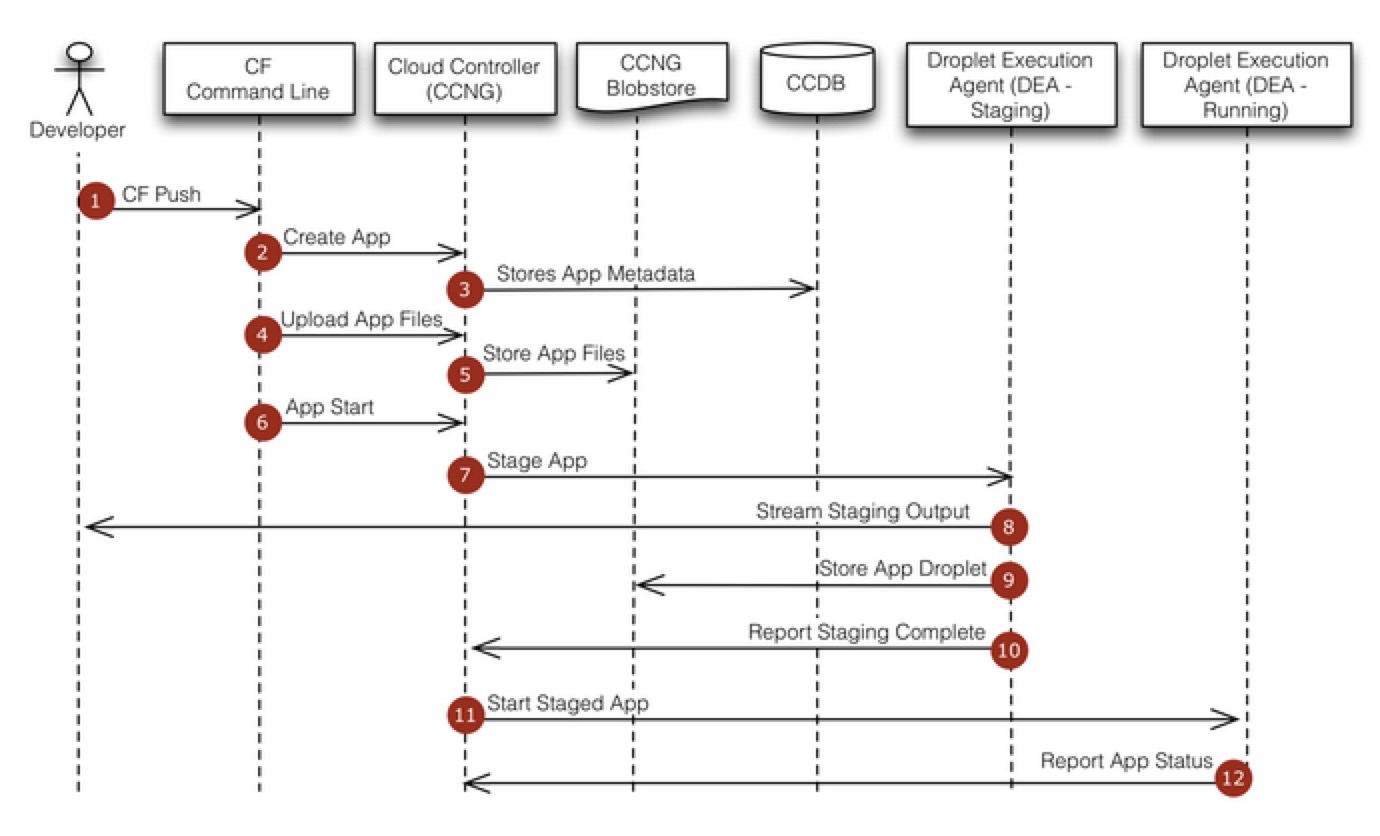 Developer
CF
Command Line
Cloud Controller
(CCNG)
CCNG
Blobstore
CCDB
Droplet Execution
Agent (DEA -
Staging)
Droplet Execution
Agent (DEA -
Running)
1 CF Push
2 Create App
3 Stores App Metadata
4 Upload App Files
5 Store App Files
6 App Start
7 Stage App
Stream Staging Output 8
Store App Droplet 9
Report Staging Complete 10
11 Start Staged App
Report App Status 12